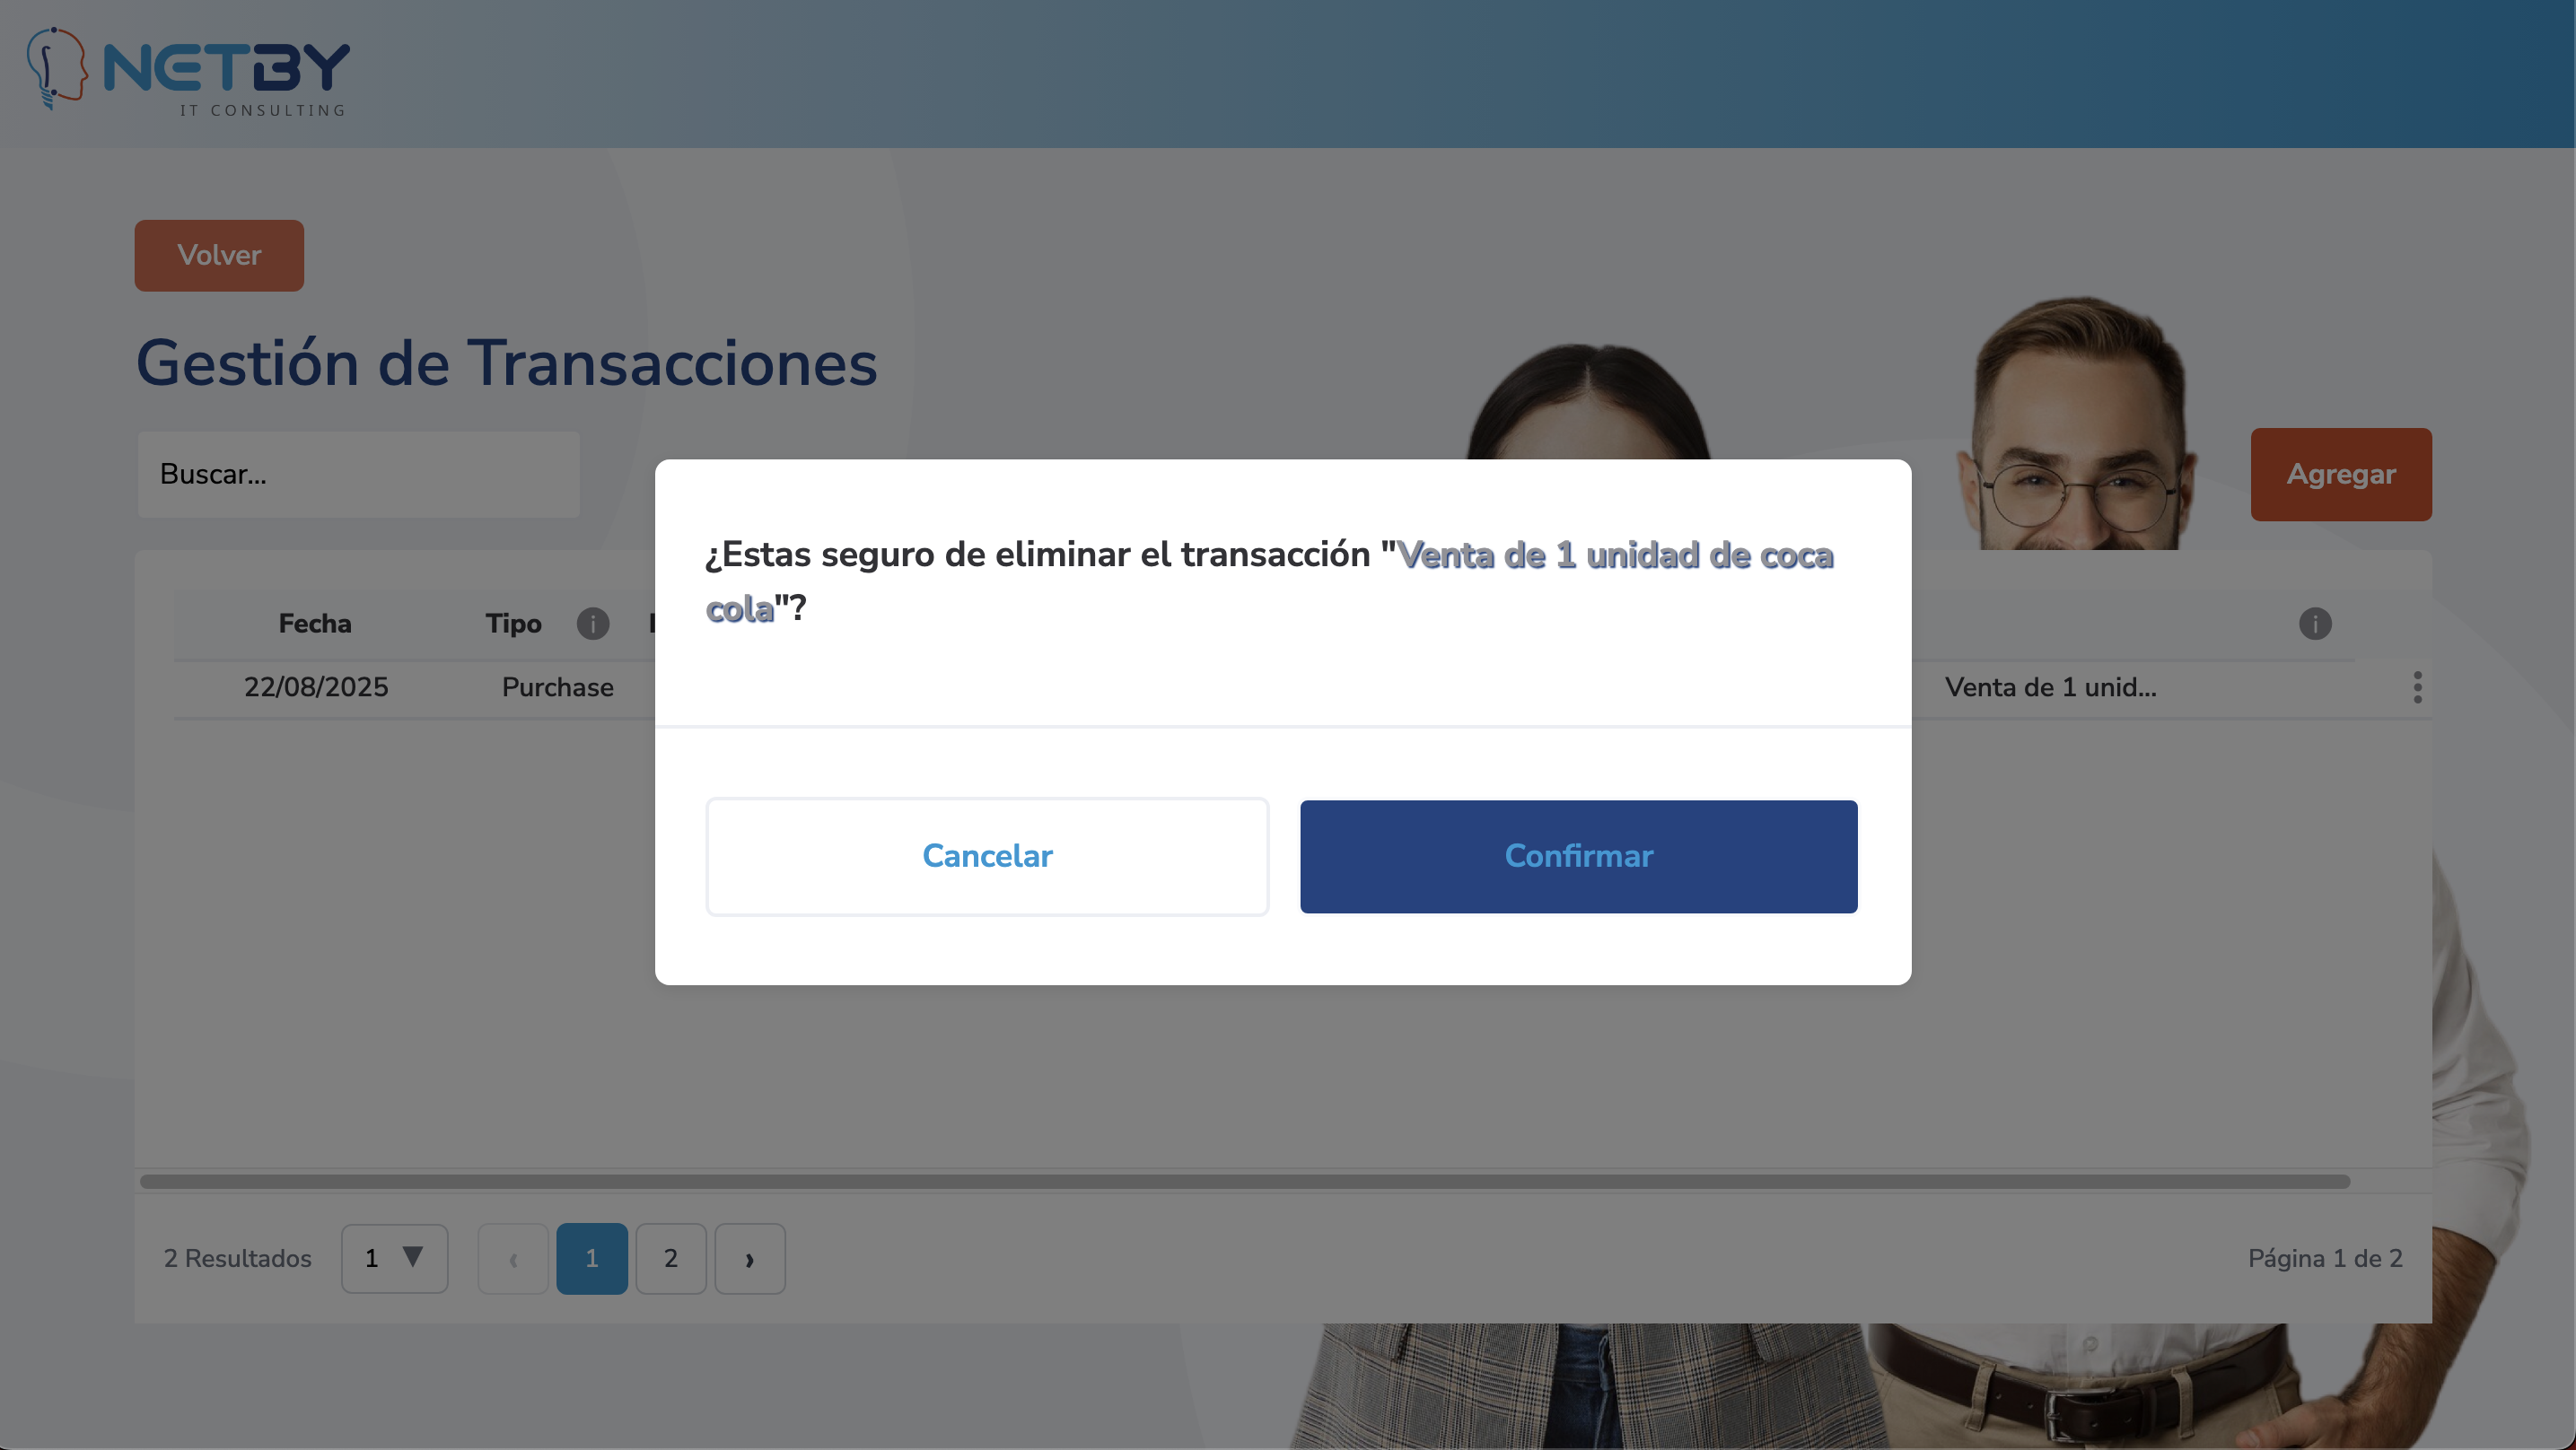 NETBY
IT CONSULTING
Volver
Gestión de Transacciones
Buscar...
Agregar
¿Estas seguro de eliminar el transacción "Venta de 1 unidad de coca
cola"?
Fecha Tipo i i
22/08/2025 Purchase Venta de 1 unid...
Cancelar Confirmar
2 Resultados 1 ▼ ‹ 1 2 › Página 1 de 2